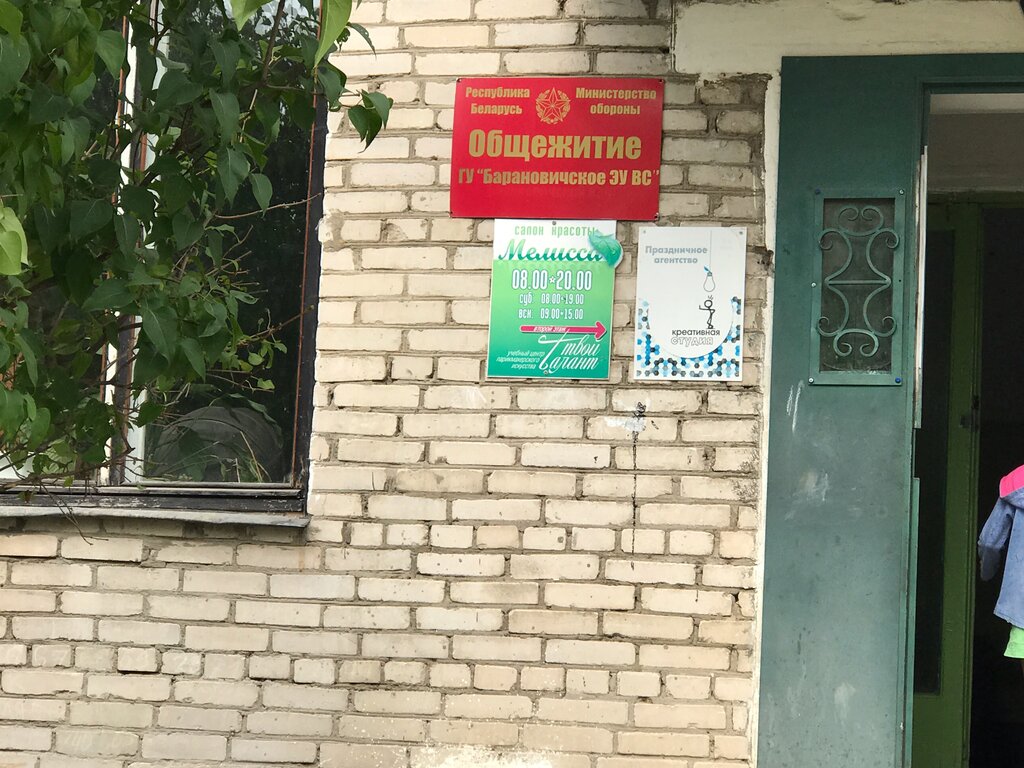 Республика Министерство
Беларусь обороны
Общежитие
ГУ "Барановичское ЭУ ВС"
салон красоты
Мелисса
08.00-20.00
суб. 08.00-19.00
вск. 09.00-15.00
второй этаж
учебный центр
парикмахерского
искусства
твой
талант
Праздничное
агентство
креативная
студия